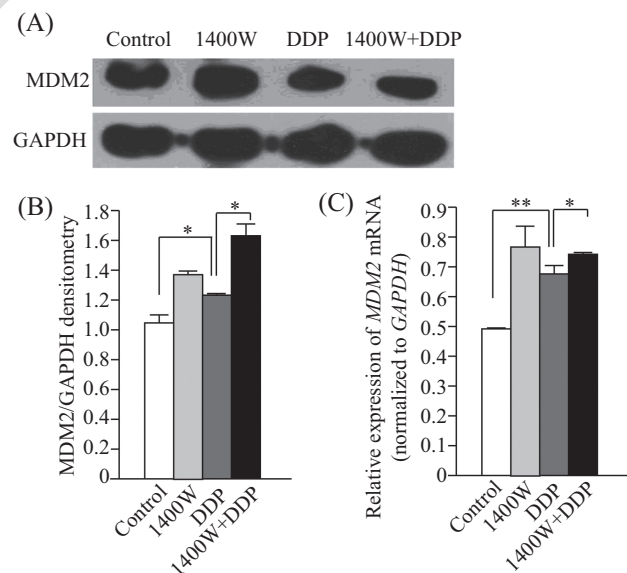 (A)
Control 1400W DDP 1400W+DDP
MDM2
GAPDH
(B)
MDM2/GAPDH densitometry
1.8
1.6
1.4
1.2
1.0
0.8
0.6
0.4
0.2
0
*
*
Control
1400W
DDP
1400W+DDP
(C)
Relative expression of MDM2 mRNA
(normalized to GAPDH)
0.9
0.8
0.7
0.6
0.5
0.4
0.3
0.2
0.1
0
**
*
Control
1400W
DDP
1400W+DDP